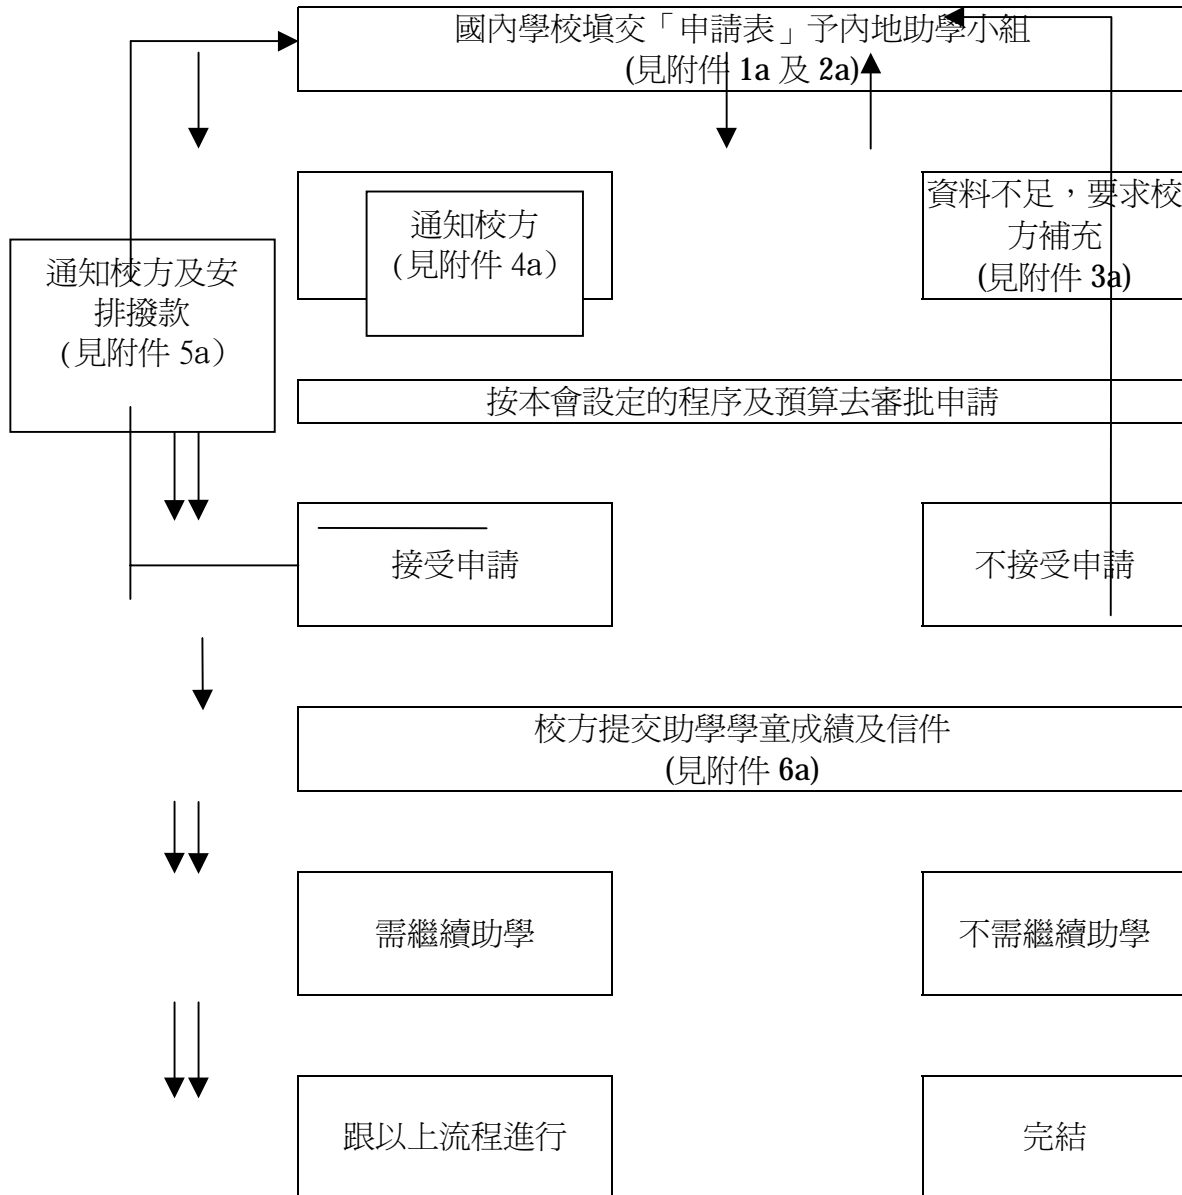 國內學校填交「申請表」予內地助學小組
(見附件 1a 及 2a)
通知校方
(見附件 4a)
資料不足，要求校
方補充
(見附件 3a)
通知校方及安
排撥款
(見附件 5a)
按本會設定的程序及預算去審批申請
接受申請
不接受申請
校方提交助學學童成績及信件
(見附件 6a)
需繼續助學
不需繼續助學
跟以上流程進行
完結